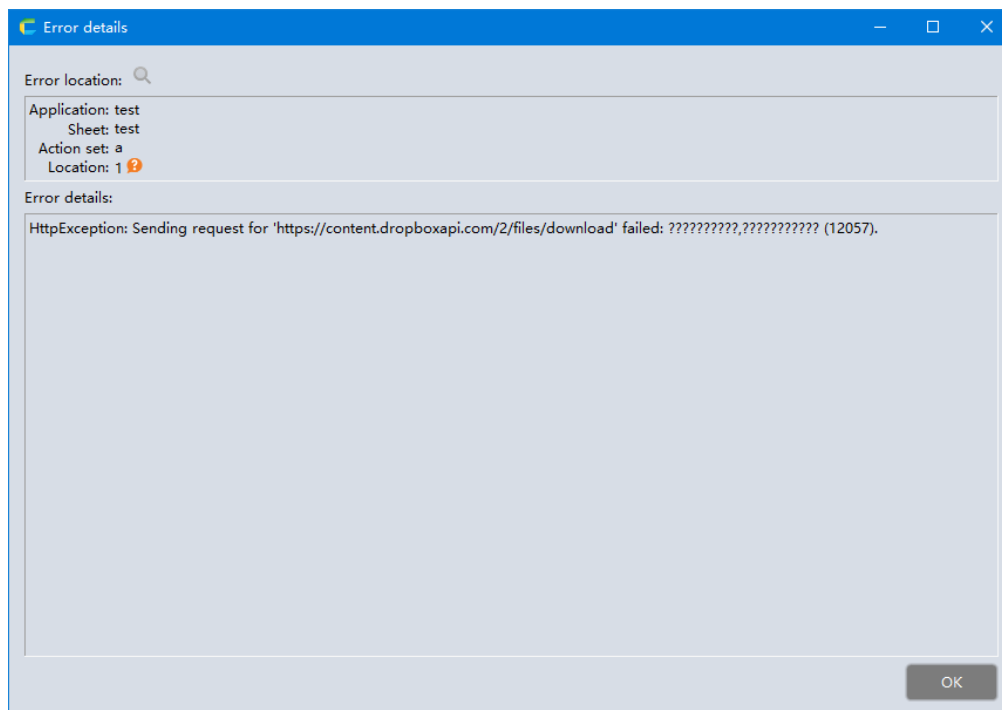 Error details
Error location:
Application: test
Sheet: test
Action set: a
Location: 1
Error details:
HttpException: Sending request for 'https://content.dropboxapi.com/2/files/download' failed: ??????????,??????????? (12057).
OK